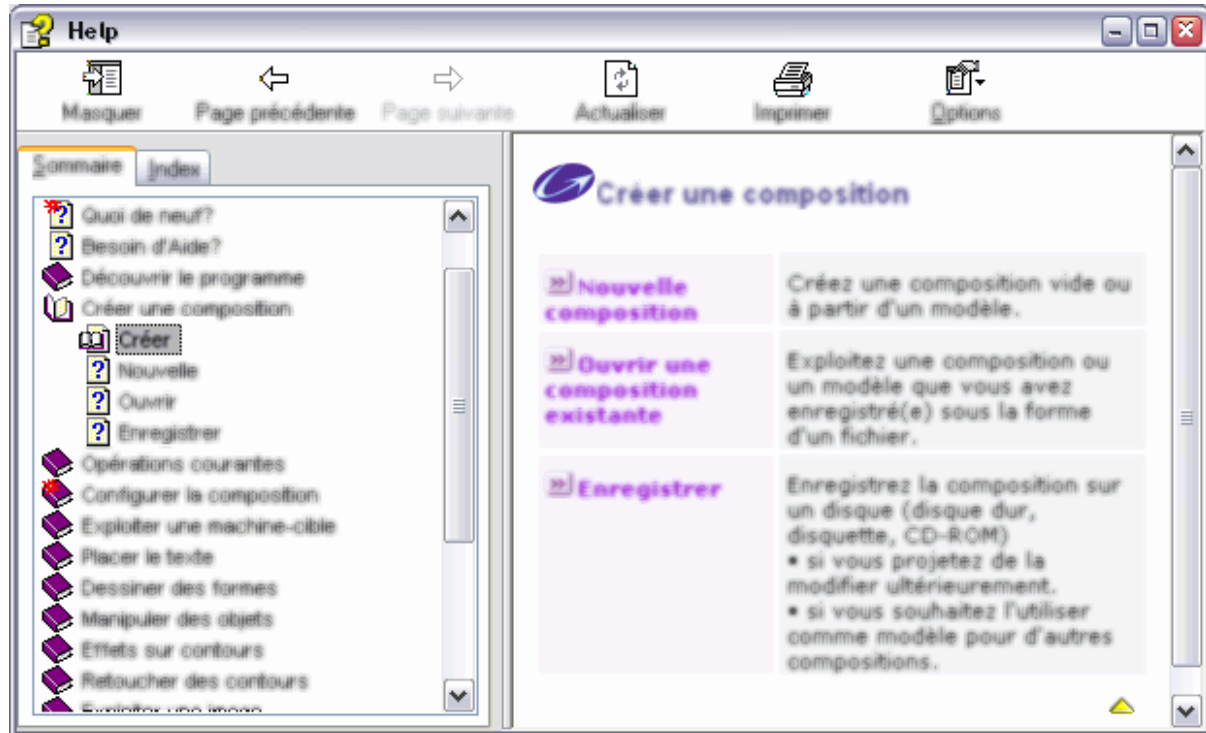 Help
Masquer
Page précédente
Page suivante
Actualiser
Imprimer
Options
Sommaire
Index
Quoi de neuf?
Besoin d'Aide?
Découvrir le programme
Créer une composition
Créer
Nouvelle
Ouvrir
Enregistrer
Opérations courantes
Configurer la composition
Exploiter une machine-cible
Placer le texte
Dessiner des formes
Manipuler des objets
Effets sur contours
Retoucher des contours
Exploiter une image
Créer une composition
Nouvelle
composition
Créez une composition vide ou
à partir d'un modèle.
Ouvrir une
composition
existante
Exploitez une composition ou
un modèle que vous avez
enregistré(e) sous la forme
d'un fichier.
Enregistrer
Enregistrez la composition sur
un disque (disque dur,
disquette, CD-ROM)
• si vous projetez de la
modifier ultérieurement.
• si vous souhaitez l'utiliser
comme modèle pour d'autres
compositions.